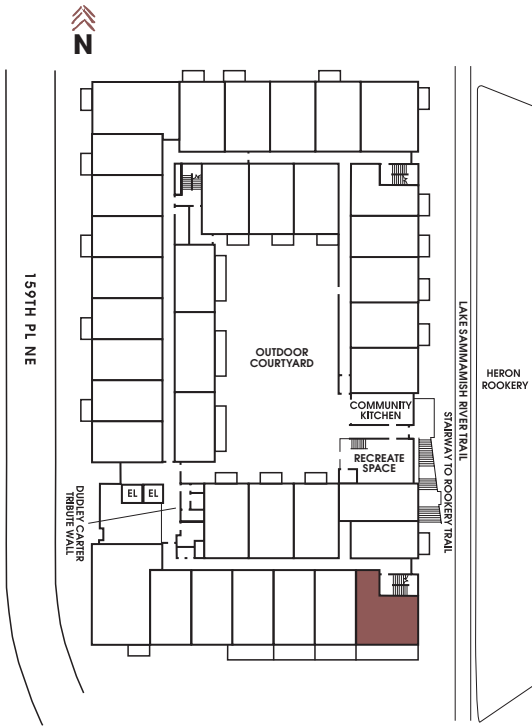 N
159TH PL NE
OUTDOOR
COURTYARD
LAKE SAMMAMISH RIVER TRAIL
HERON
ROOKERY
COMMUNITY
KITCHEN
STAIRWAY TO ROOKERY TRAIL
RECREATE
SPACE
EL EL
DUDLEY CARTER
TRIBUTE WALL